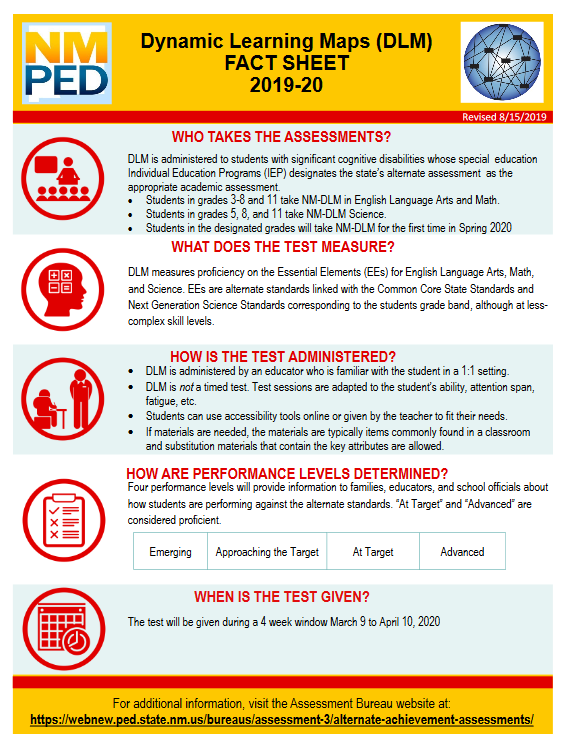 NM
PED
Dynamic Learning Maps (DLM)
FACT SHEET
2019-20
Revised 8/15/2019
WHO TAKES THE ASSESSMENTS?
DLM is administered to students with significant cognitive disabilities whose special education
Individual Education Programs (IEP) designates the state's alternate assessment as the
appropriate academic assessment.
• Students in grades 3-8 and 11 take NM-DLM in English Language Arts and Math.
• Students in grades 5, 8, and 11 take NM-DLM Science.
• Students in the designated grades will take NM-DLM for the first time in Spring 2020
WHAT DOES THE TEST MEASURE?
DLM measures proficiency on the Essential Elements (EEs) for English Language Arts, Math,
and Science. EEs are alternate standards linked with the Common Core State Standards and
Next Generation Science Standards corresponding to the students grade band, although at less-
complex skill levels.
HOW IS THE TEST ADMINISTERED?
• DLM is administered by an educator who is familiar with the student in a 1:1 setting.
• DLM is not a timed test. Test sessions are adapted to the student's ability, attention span,
fatigue, etc.
• Students can use accessibility tools online or given by the teacher to fit their needs.
• If materials are needed, the materials are typically items commonly found in a classroom
and substitution materials that contain the key attributes are allowed.
HOW ARE PERFORMANCE LEVELS DETERMINED?
Four performance levels will provide information to families, educators, and school officials about
how students are performing against the alternate standards. "At Target" and "Advanced" are
considered proficient.
Emerging Approaching the Target At Target Advanced
WHEN IS THE TEST GIVEN?
The test will be given during a 4 week window March 9 to April 10, 2020
For additional information, visit the Assessment Bureau website at:
https://webnew.ped.state.nm.us/bureaus/assessment-3/alternate-achievement-assessments/